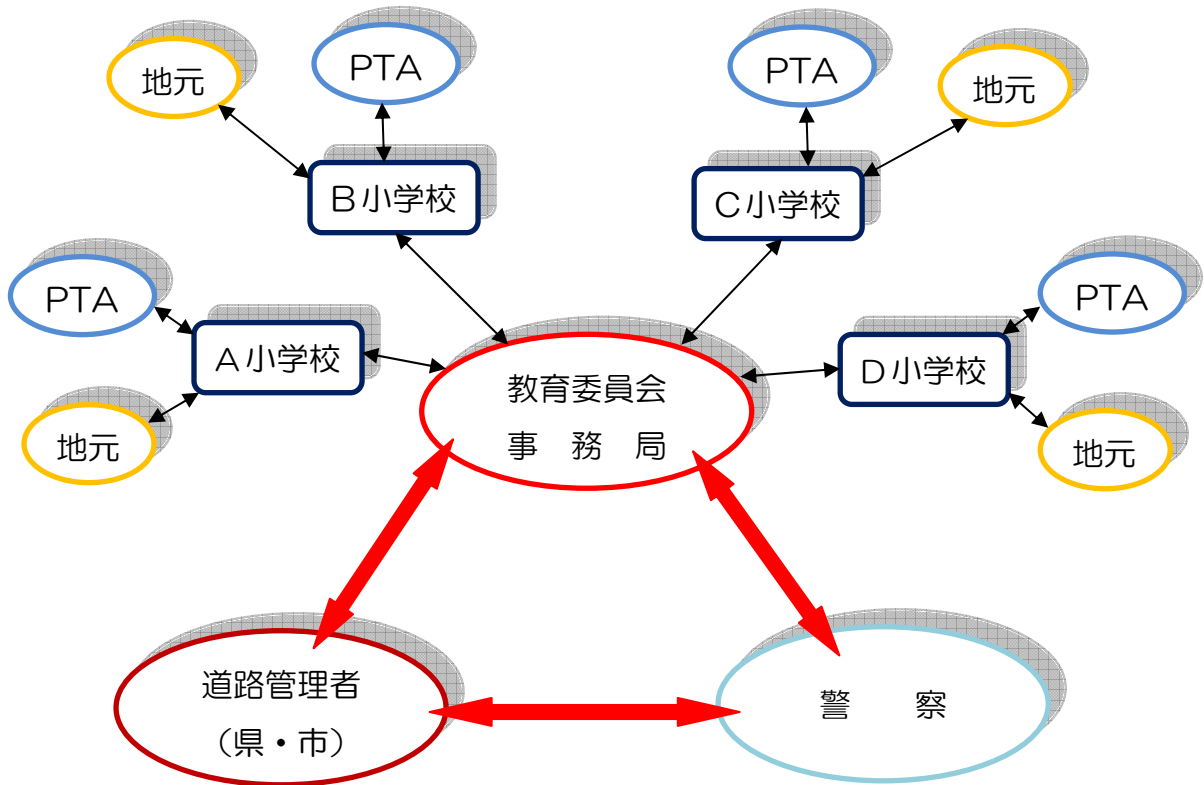 地元
PTA
PTA
地元
B小学校
C小学校
PTA
PTA
A小学校
D小学校
教育委員会
事　務　局
地元
地元
道路管理者
（県・市）
警　察